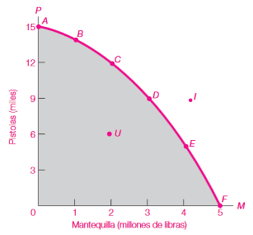 P
A
15
B
12
C
9
D
I
6
U
E
3
F
0
1
2
3
4
5
M
Pistolas (miles)
Mantequilla (millones de libras)